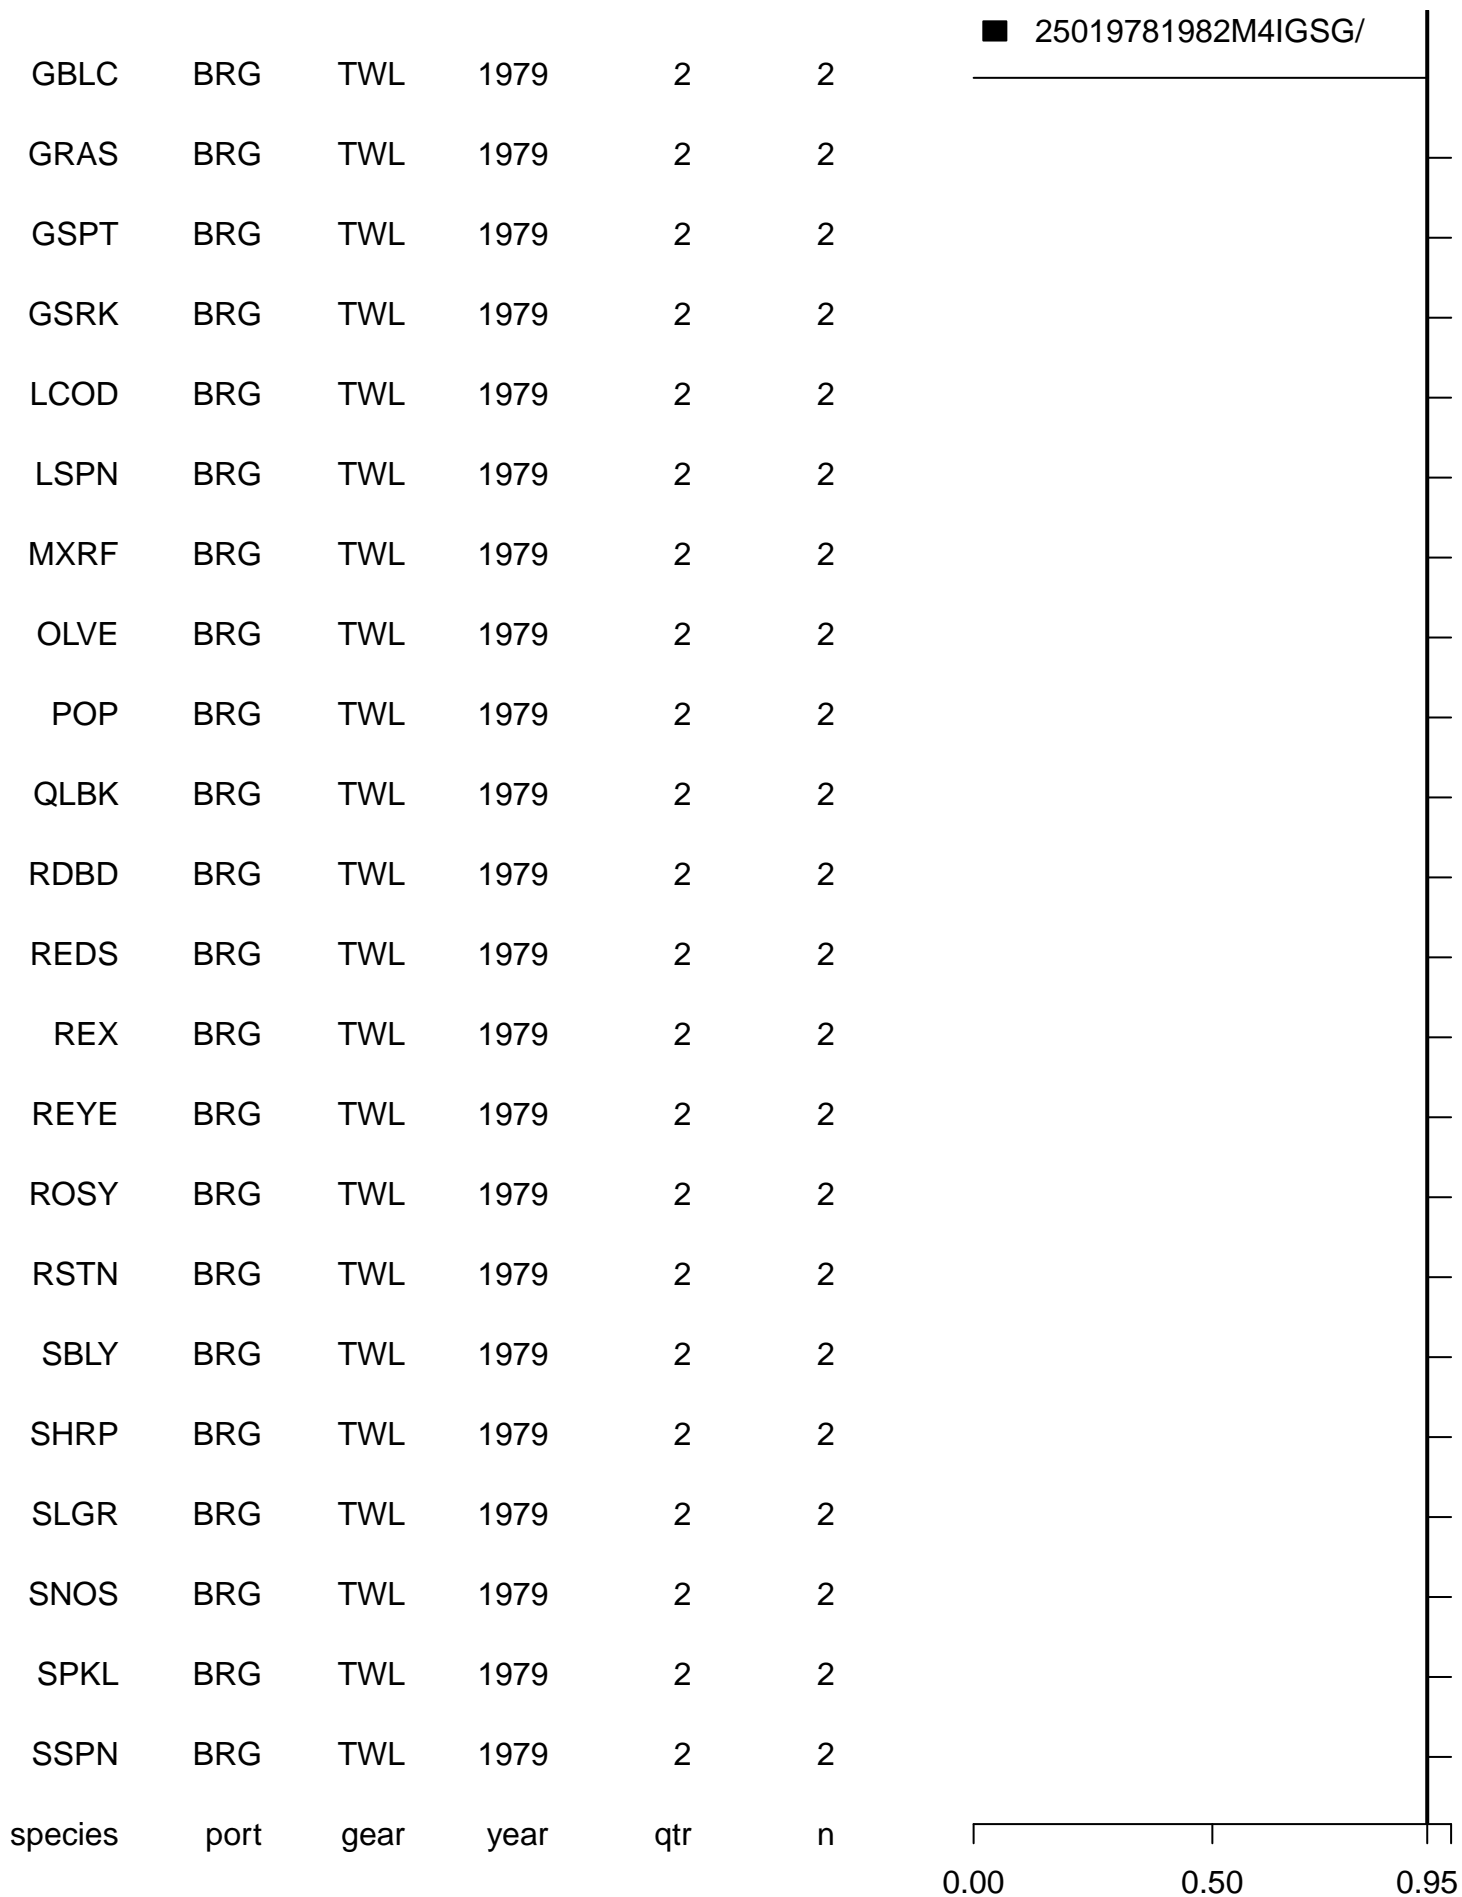 25019781982M4IGSG/
GBLC BRG TWL 1979 2 2
GRAS BRG TWL 1979 2 2
GSPT BRG TWL 1979 2 2
GSRK BRG TWL 1979 2 2
LCOD BRG TWL 1979 2 2
LSPN BRG TWL 1979 2 2
MXRF BRG TWL 1979 2 2
OLVE BRG TWL 1979 2 2
POP BRG TWL 1979 2 2
QLBK BRG TWL 1979 2 2
RDBD BRG TWL 1979 2 2
REDS BRG TWL 1979 2 2
REX BRG TWL 1979 2 2
REYE BRG TWL 1979 2 2
ROSY BRG TWL 1979 2 2
RSTN BRG TWL 1979 2 2
SBLY BRG TWL 1979 2 2
SHRP BRG TWL 1979 2 2
SLGR BRG TWL 1979 2 2
SNOS BRG TWL 1979 2 2
SPKL BRG TWL 1979 2 2
SSPN BRG TWL 1979 2 2
species port gear year qtr n
0.00 0.50 0.95